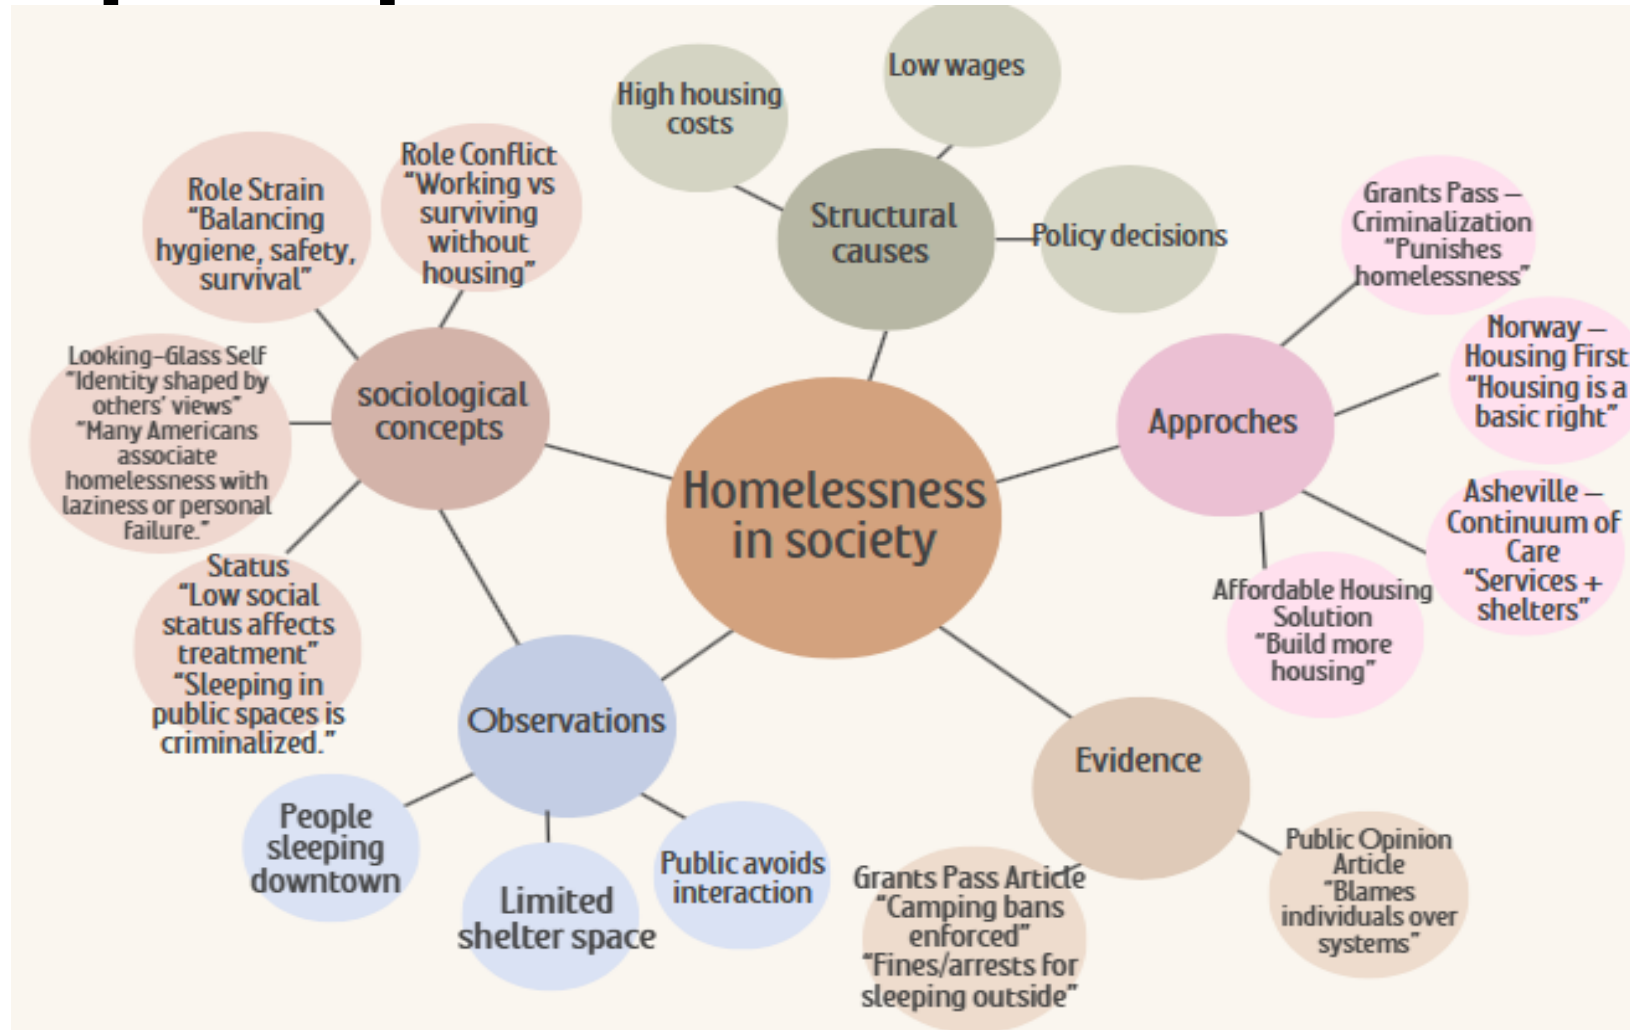 High housing
costs
Low wages
Structural
causes
Policy decisions
Role Strain
“Balancing
hygiene, safety,
survival”
Role Conflict
“Working vs
surviving
without
housing”
Looking-Glass Self
“Identity shaped by
others’ views”
“Many Americans
associate
homelessness with
laziness or personal
failure.”
sociological
concepts
Status
“Low social
status affects
treatment”
“Sleeping in
public spaces is
criminalized.”
Grants Pass –
Criminalization
“Punishes
homelessness”
Norway –
Housing First
“Housing is a
basic right”
Approches
Asheville –
Continuum of
Care
“Services +
shelters”
Affordable Housing
Solution
“Build more
housing”
Homelessness
in society
Observations
People
sleeping
downtown
Limited
shelter space
Public avoids
interaction
Evidence
Grants Pass Article
“Camping bans
enforced”
“Fines/arrests for
sleeping outside”
Public Opinion
Article
“Blames
individuals over
systems”